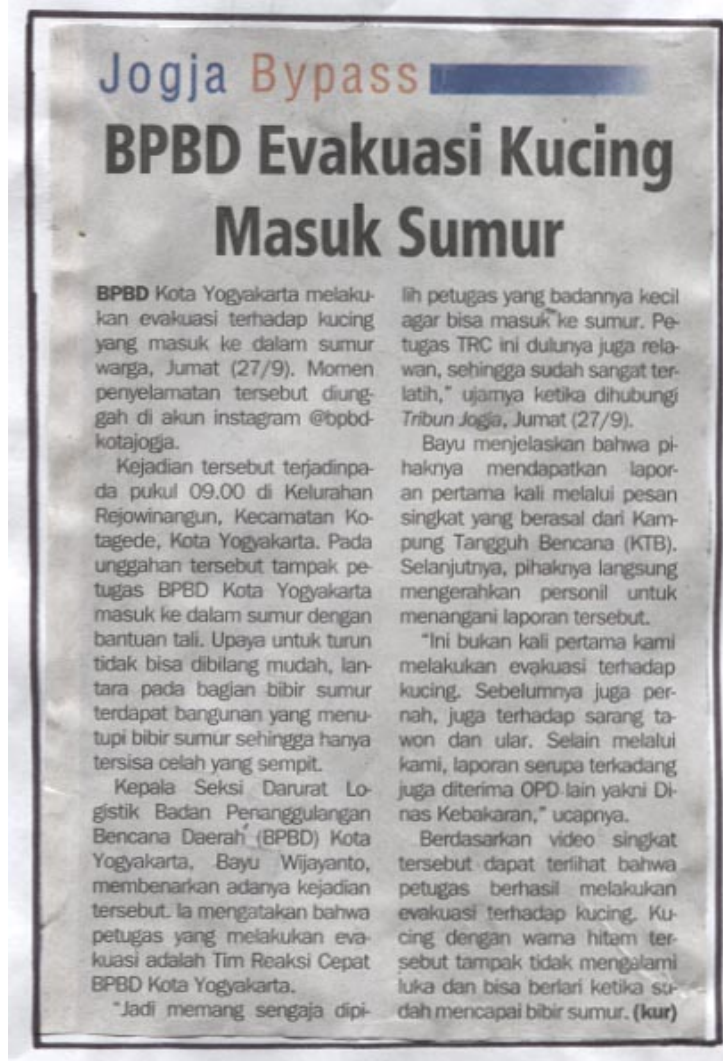 Jogja Bypass
BPBD Evakuasi Kucing
Masuk Sumur
BPBD Kota Yogyakarta melaku-
kan evakuasi terhadap kucing
yang masuk ke dalam sumur
warga, Jumat (27/9). Momen
penyelamatan tersebut diung-
gah di akun instagram @bpbd-
kotajogja.
Kejadian tersebut terjadinpa-
da pukul 09.00 di Kelurahan
Rejowinangun, Kecamatan Ko-
tagede, Kota Yogyakarta. Pada
unggahan tersebut tampak pe-
tugas BPBD Kota Yogyakarta
masuk ke dalam sumur dengan
bantuan tali. Upaya untuk turun
tidak bisa dibilang mudah, lan-
tara pada bagian bibir sumur
terdapat bangunan yang menu-
tupi bibir sumur sehingga hanya
tersisa celah yang sempit.
Kepala Seksi Darurat Lo-
gistik Badan Penanggulangan
Bencana Daerah (BPBD) Kota
Yogyakarta, Bayu Wijayanto,
membenarkan adanya kejadian
tersebut. Ia mengatakan bahwa
petugas yang melakukan eva-
kuasi adalah Tim Reaksi Cepat
BPBD Kota Yogyakarta.
"Jadi memang sengaja dipi-
lih petugas yang badannya kecil
agar bisa masuk ke sumur. Pe-
tugas TRC ini dulunya juga rela-
wan, sehingga sudah sangat ter-
latih," ujarnya ketika dihubungi
Tribun Jogja, Jumat (27/9).
Bayu menjelaskan bahwa pi-
haknya mendapatkan lapor-
an pertama kali melalui pesan
singkat yang berasal dari Kam-
pung Tangguh Bencana (KTB).
Selanjutnya, pihaknya langsung
mengerahkan personil untuk
menangani laporan tersebut.
"Ini bukan kali pertama kami
melakukan evakuasi terhadap
kucing. Sebelumnya juga per-
nah, juga terhadap sarang ta-
won dan ular. Selain melalui
kami, laporan serupa terkadang
juga diterima OPD lain yakni Di-
nas Kebakaran," ucapnya.
Berdasarkan video singkat
tersebut dapat terlihat bahwa
petugas berhasil melakukan
evakuasi terhadap kucing. Ku-
cing dengan warna hitam ter-
sebut tampak tidak mengalami
luka dan bisa berlari ketika su-
dah mencapai bibir sumur. (kur)